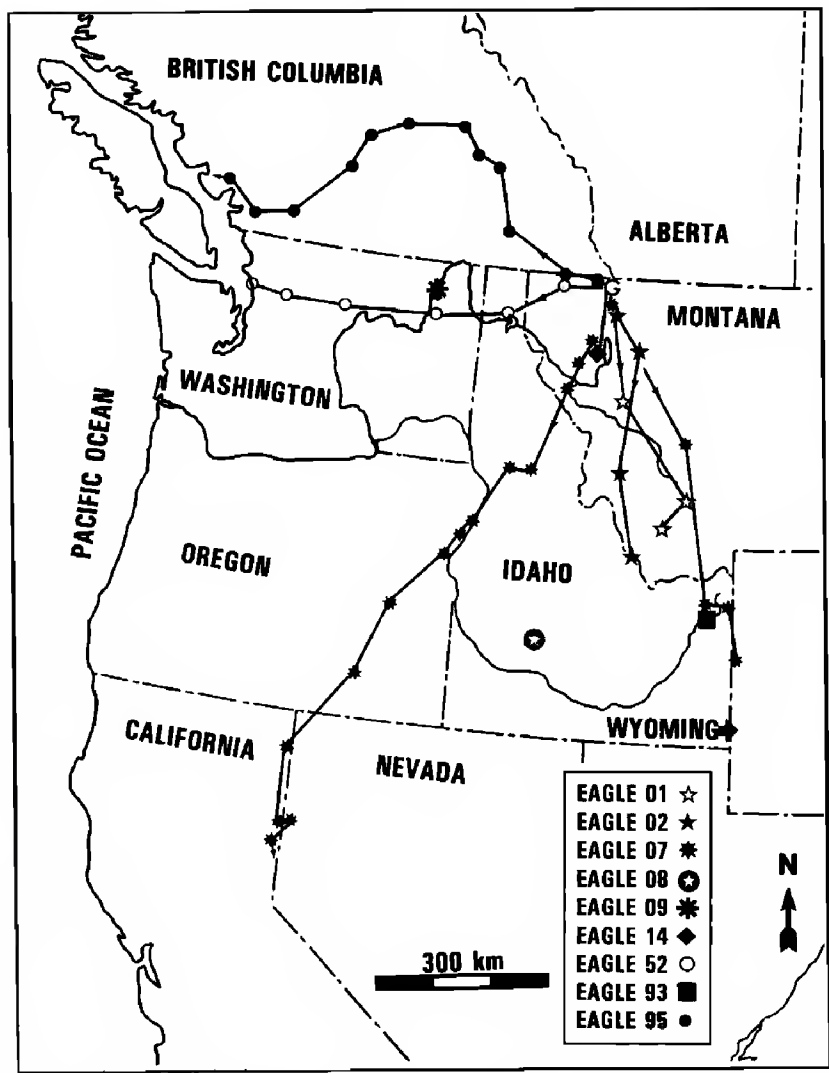 BRITISH COLUMBIA
ALBERTA
MONTANA
WASHINGTON
PACIFIC OCEAN
OREGON
IDAHO
WYOMING
CALIFORNIA
NEVADA
EAGLE 01
EAGLE 02
EAGLE 07
EAGLE 08
EAGLE 09
EAGLE 14
EAGLE 52
EAGLE 93
EAGLE 95
N
300 km